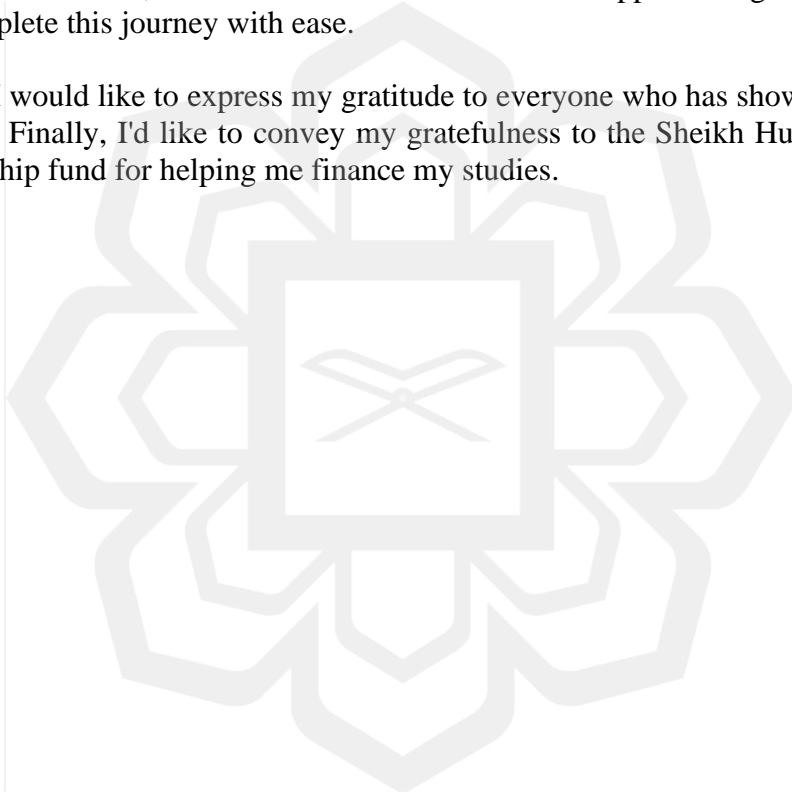 plete this journey with ease.
I would like to express my gratitude to everyone who has show
Finally, I'd like to convey my gratefulness to the Sheikh Hu
hip fund for helping me finance my studies.